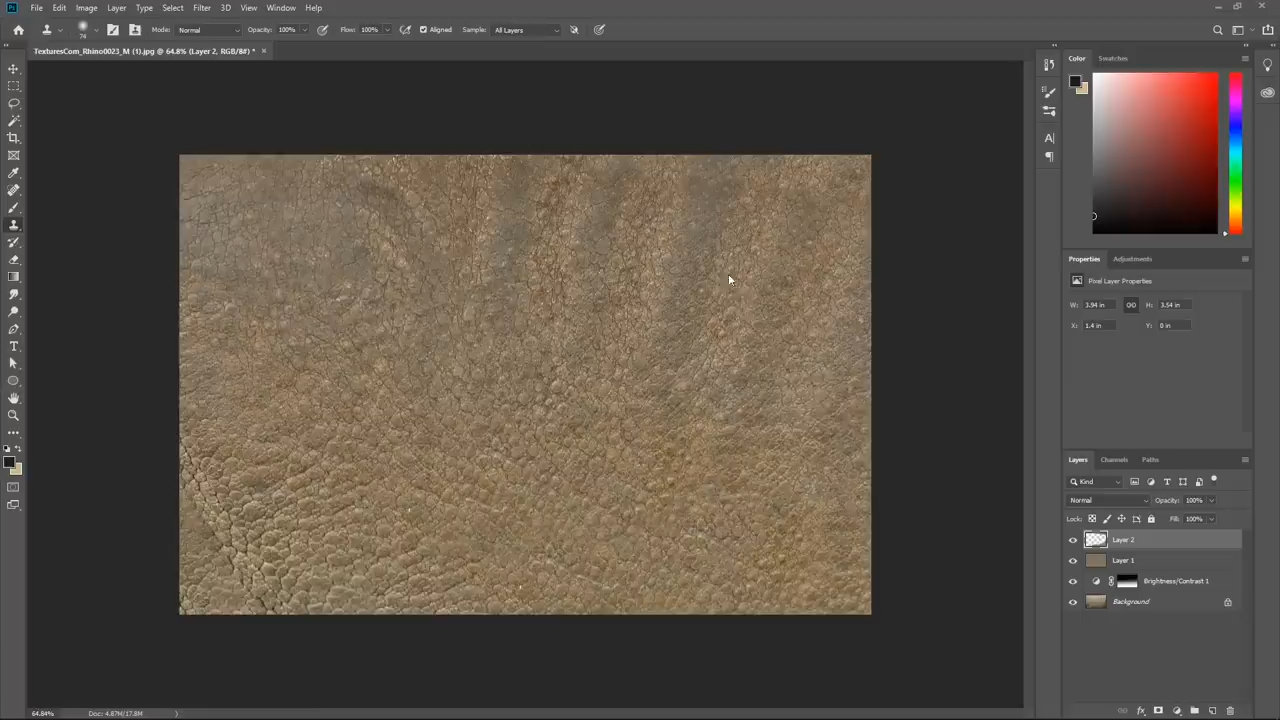 Ps File Edit Image Layer Type Select Filter 3D View Window Help
74 Mode: Normal Opacity: 100% Flow: 100% Aligned Sample: All Layers
TexturesCom_Rhino0023_M (1).jpg @ 64.8% (Layer 2, RGB/8#) * ×
Color Swatches
Properties Adjustments
Pixel Layer Properties
W: 3.94 in H: 3.54 in
X: 1.4 in Y: 0 in
Layers Channels Paths
Kind
Normal Opacity: 100%
Lock: Fill: 100%
Layer 2
Layer 1
Brightness/Contrast 1
Background
64.84% Doc: 4.87M/17.8M